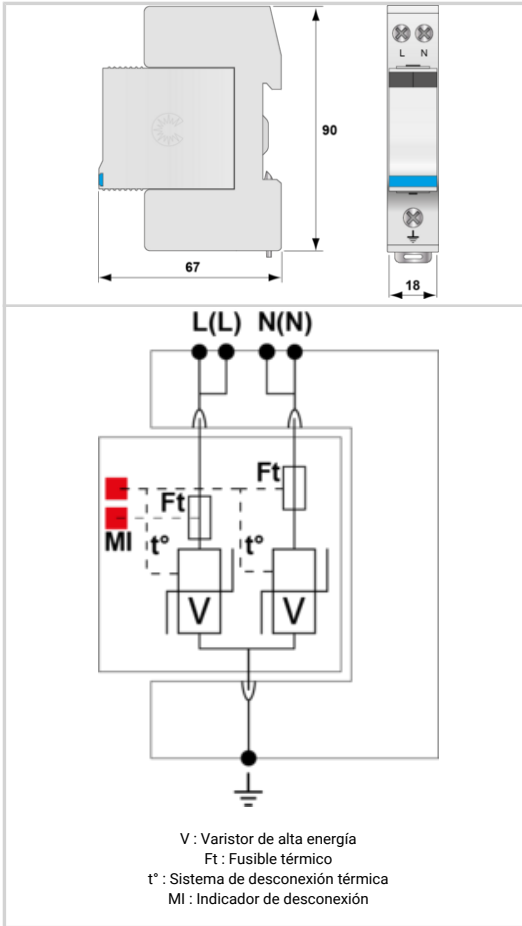 L N
90
67
18
L(L) N(N)
Ft
Ft
MI
t°
t°
V
V
V : Varistor de alta energía
Ft : Fusible térmico
t° : Sistema de desconexión térmica
MI : Indicador de desconexión